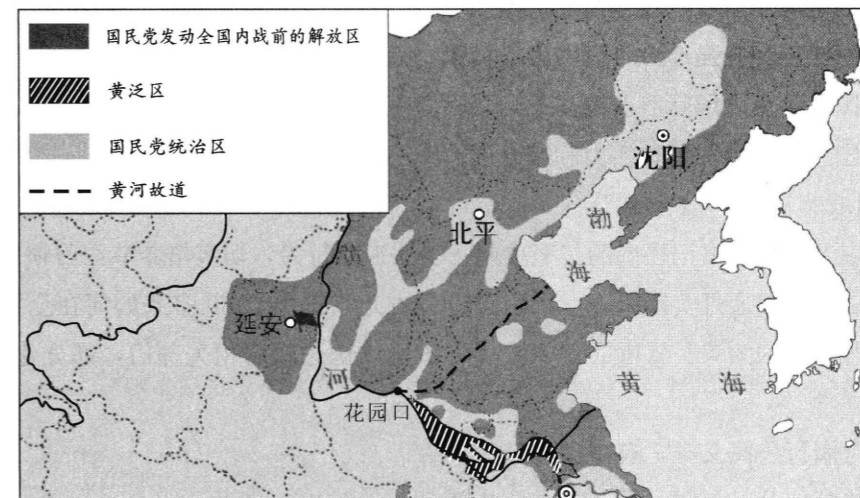 国民党发动全国内战前的解放区
黄泛区
国民党统治区
黄河故道
沈阳
北平
渤
海
黄
延安
河
花园口
黄
海